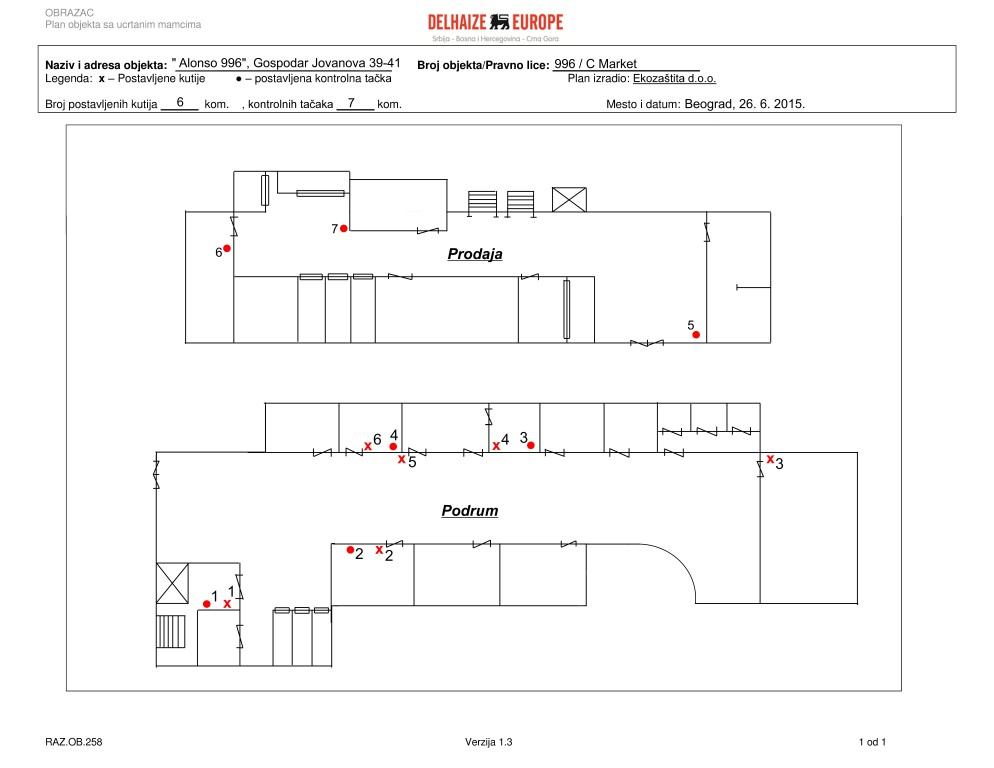 OBRAZAC
Plan objekta sa ucrtanim mamcima
DELHAIZE EUROPE
Srbija - Bosna i Hercegovina - Crna Gora
Naziv i adresa objekta: " Alonso 996", Gospodar Jovanova 39-41 Broj objekta/Pravno lice: 996 / C Market
Legenda: x – Postavljene kutije ● – postavljena kontrolna tačka Plan izradio: Ekozaštita d.o.o.
Broj postavljenih kutija 6 kom. , kontrolnih tačaka 7 kom. Mesto i datum: Beograd, 26. 6. 2015.
7
6
Prodaja
5
x 6 4
x 5
x 4 3
x 3
Podrum
2 x 2
1 x 1
RAZ.OB.258 Verzija 1.3 1 od 1